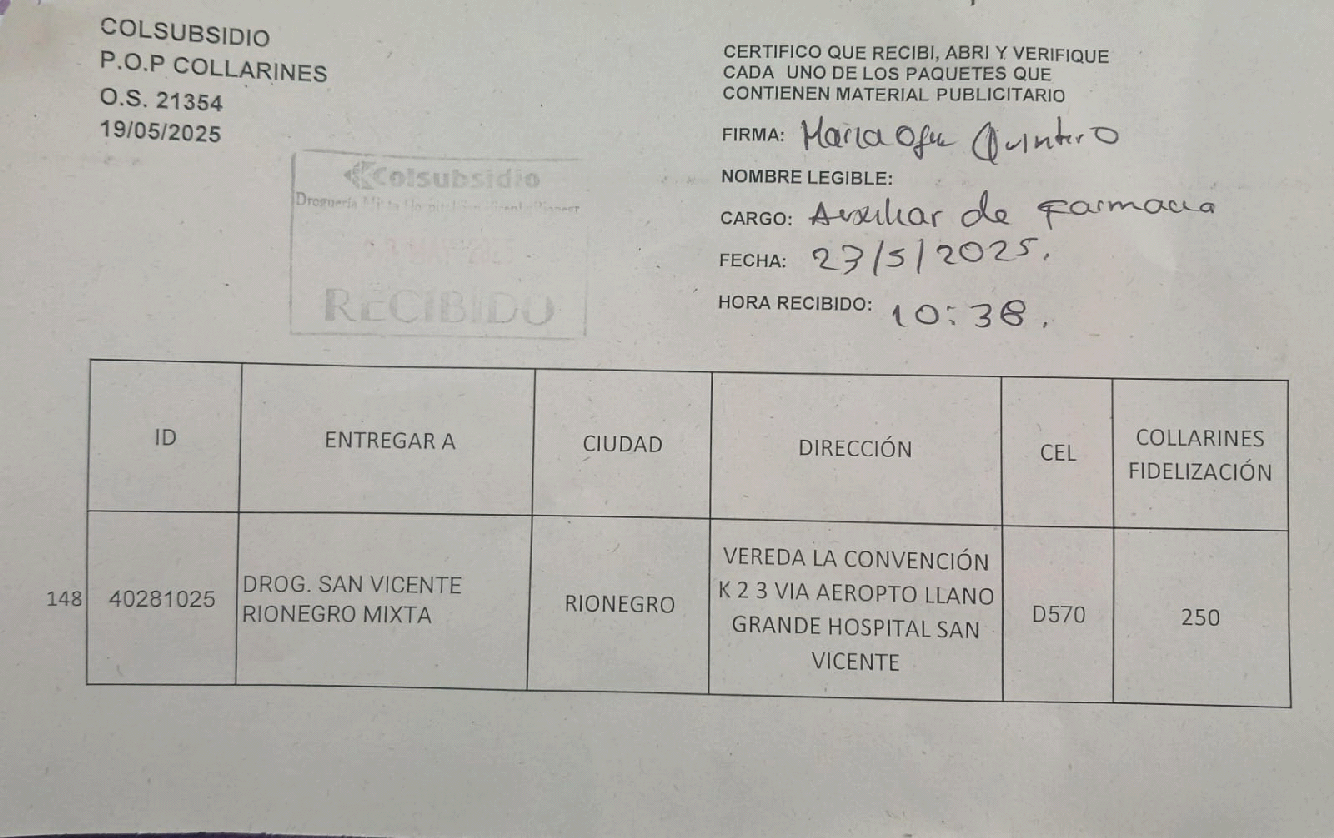 COLSUBSIDIO
P.O.P COLLARINES
O.S. 21354
19/05/2025
Colsubsidio
Droguería
RECIBIDO
CERTIFICO QUE RECIBI, ABRI Y VERIFIQUE
CADA UNO DE LOS PAQUETES QUE
CONTIENEN MATERIAL PUBLICITARIO
FIRMA: Maria Quintero
NOMBRE LEGIBLE:
CARGO: Auxiliar de Farmacia
FECHA: 23/5/2025.
HORA RECIBIDO: 10:38.
ID
ENTREGAR A
CIUDAD
DIRECCIÓN
CEL
COLLARINES
FIDELIZACIÓN
148
40281025
DROG. SAN VICENTE
RIONEGRO MIXTA
RIONEGRO
VEREDA LA CONVENCIÓN
K 2 3 VIA AEROPTO LLANO
GRANDE HOSPITAL SAN
VICENTE
D570
250